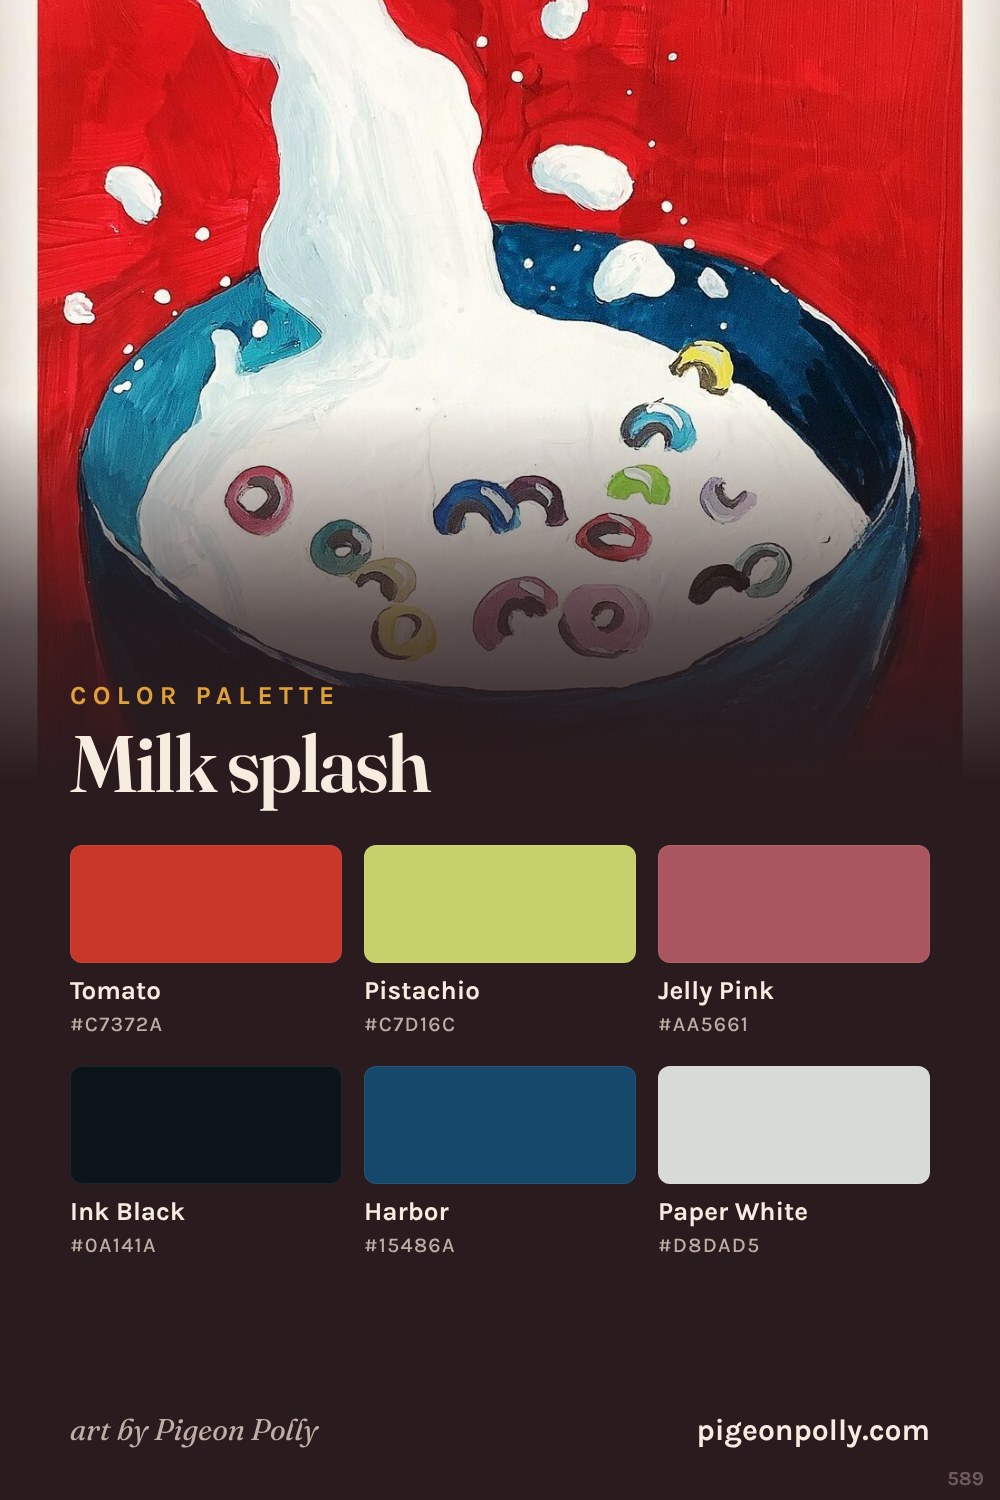 COLOR PALETTE
Milk splash
Tomato
#C7372A
Pistachio
#C7D16C
Jelly Pink
#AA5661
Ink Black
#0A141A
Harbor
#15486A
Paper White
#D8DAD5
art by Pigeon Polly
pigeonpolly.com
589